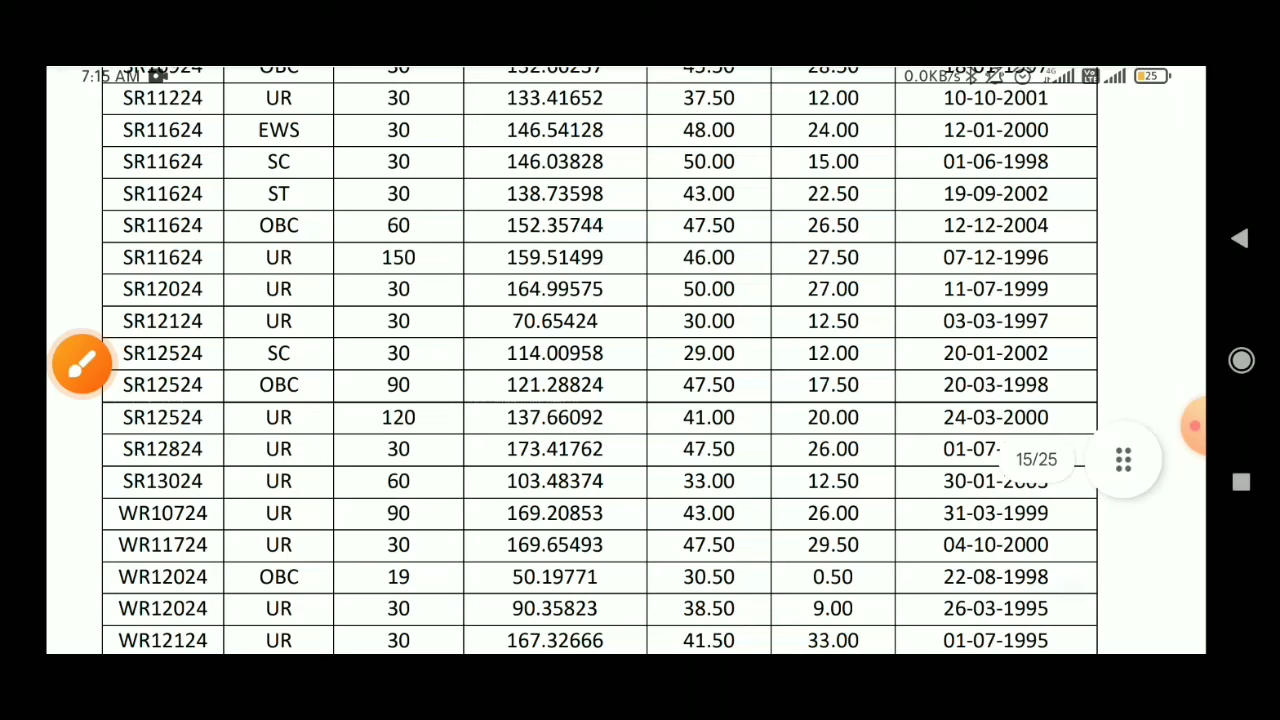 7:15 AM 0.0KB/s 4G Vo LTE 25
OBC 30
SR11224 UR 30 133.41652 37.50 12.00 10-10-2001
SR11624 EWS 30 146.54128 48.00 24.00 12-01-2000
SR11624 SC 30 146.03828 50.00 15.00 01-06-1998
SR11624 ST 30 138.73598 43.00 22.50 19-09-2002
SR11624 OBC 60 152.35744 47.50 26.50 12-12-2004
SR11624 UR 150 159.51499 46.00 27.50 07-12-1996
SR12024 UR 30 164.99575 50.00 27.00 11-07-1999
SR12124 UR 30 70.65424 30.00 12.50 03-03-1997
SR12524 SC 30 114.00958 29.00 12.00 20-01-2002
SR12524 OBC 90 121.28824 47.50 17.50 20-03-1998
SR12524 UR 120 137.66092 41.00 20.00 24-03-2000
SR12824 UR 30 173.41762 47.50 26.00 01-07-
15/25
SR13024 UR 60 103.48374 33.00 12.50
WR10724 UR 90 169.20853 43.00 26.00 31-03-1999
WR11724 UR 30 169.65493 47.50 29.50 04-10-2000
WR12024 OBC 19 50.19771 30.50 0.50 22-08-1998
WR12024 UR 30 90.35823 38.50 9.00 26-03-1995
WR12124 UR 30 167.32666 41.50 33.00 01-07-1995